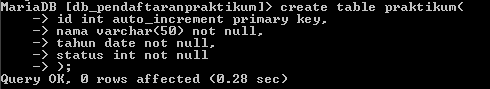 MariaDB [db_pendaftaranpraktikum]> create table praktikum(
    -> id int auto_increment primary key,
    -> nama varchar(50) not null,
    -> tahun date not null,
    -> status int not null
    -> );
Query OK, 0 rows affected (0.28 sec)